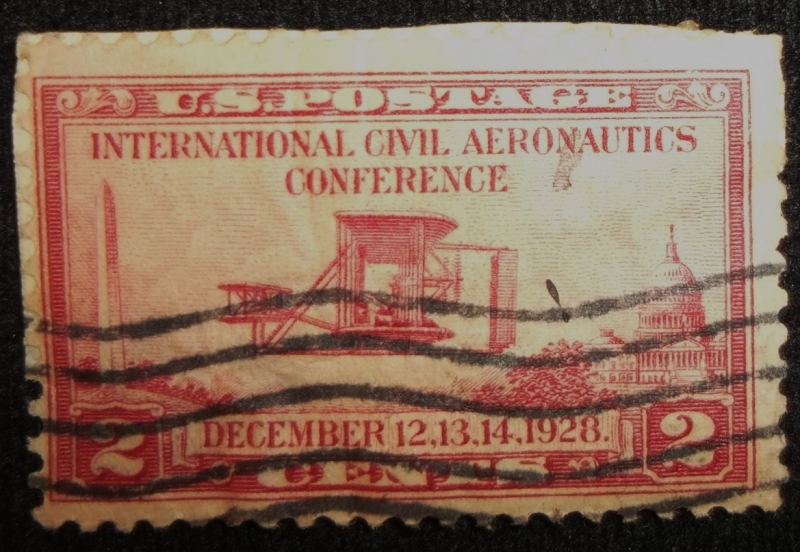 U.S. POSTAGE
INTERNATIONAL CIVIL AERONAUTICS
CONFERENCE
2 DECEMBER 12,13,14,1928. 2
CENTS